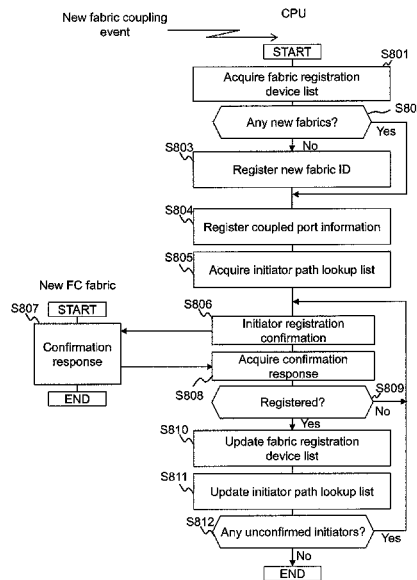 New fabric coupling
event
CPU
START
S801
Acquire fabric registration
device list
S80
Any new fabrics?
Yes
No
S803
Register new fabric ID
S804
Register coupled port information
S805
Acquire initiator path lookup list
New FC fabric
S807
START
Confirmation
response
END
S806
Initiator registration
confirmation
Acquire confirmation
response
S808
S809
Registered?
No
Yes
S810
Update fabric registration
device list
S811
Update initiator path lookup list
S812
Any unconfirmed initiators?
Yes
No
END